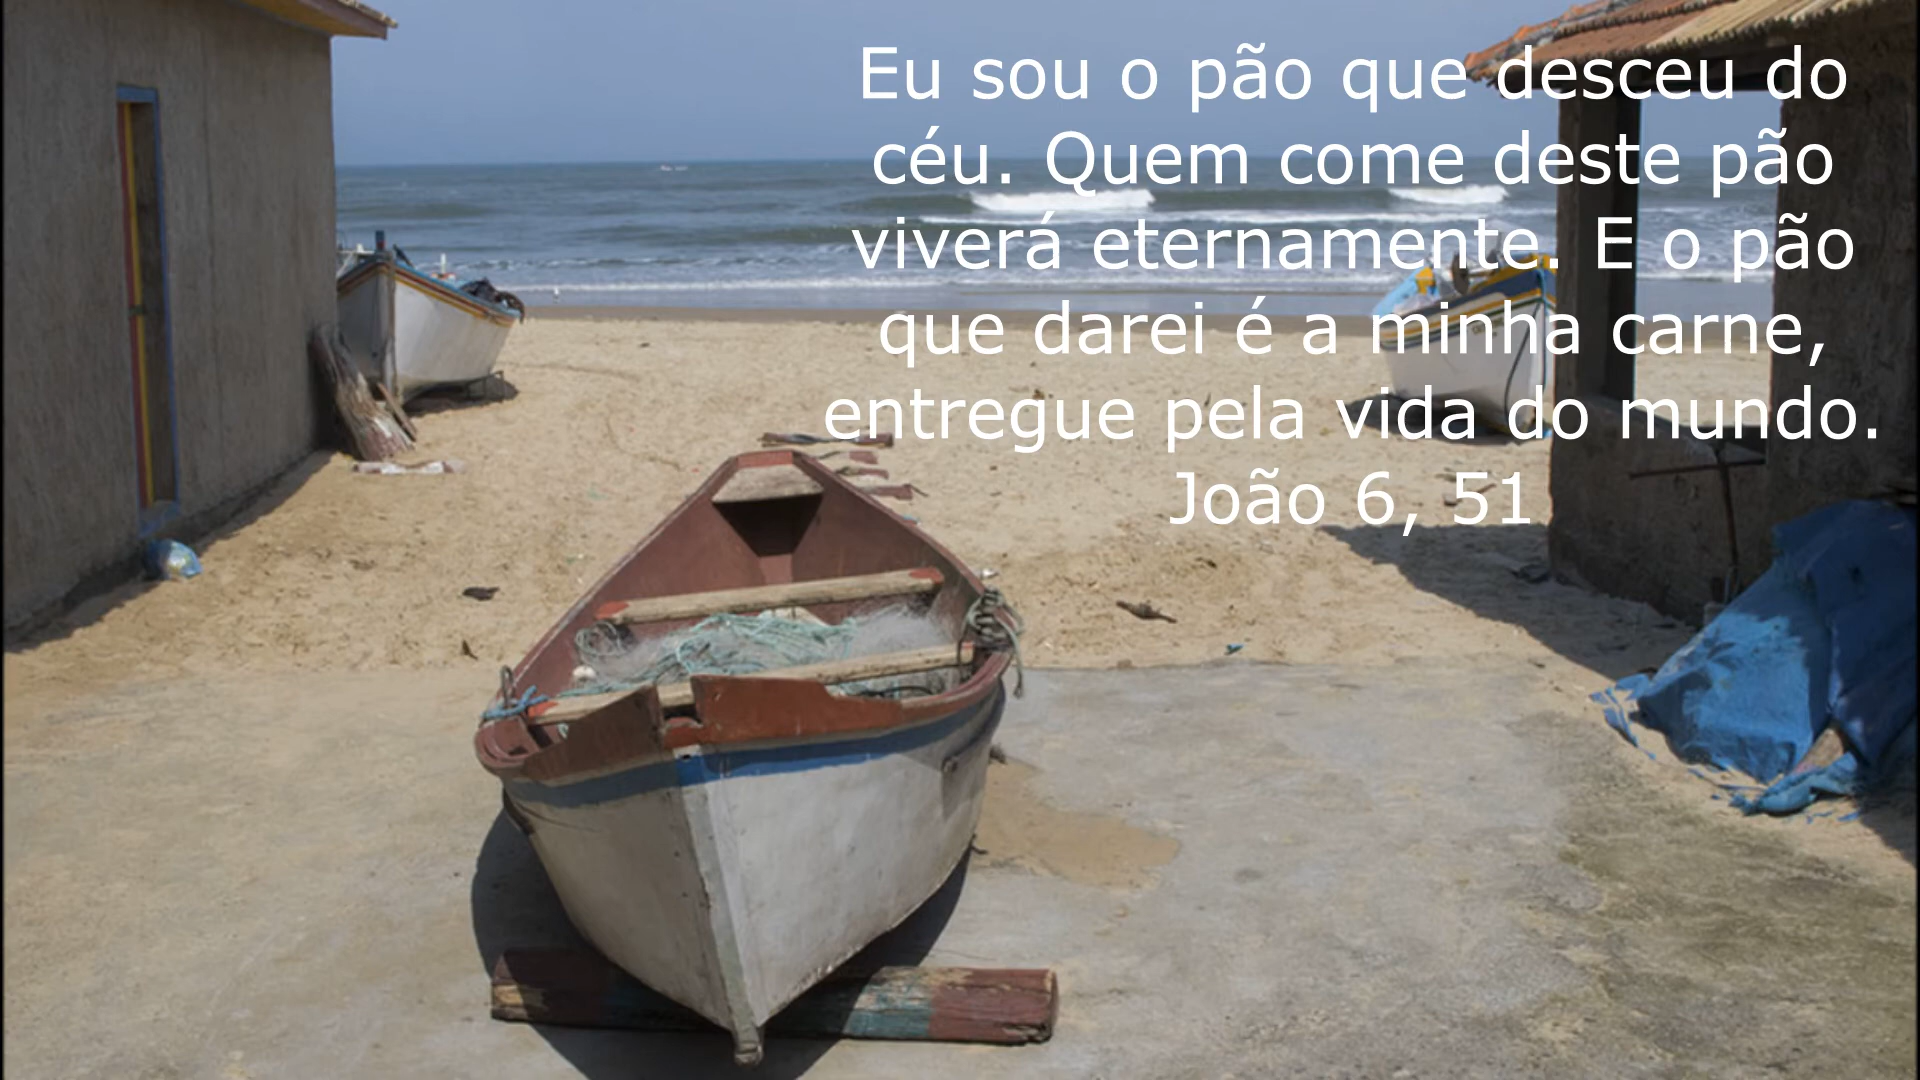 Eu sou o pão que desceu do
céu. Quem come deste pão
viverá eternamente. E o pão
que darei é a minha carne,
entregue pela vida do mundo.
João 6, 51